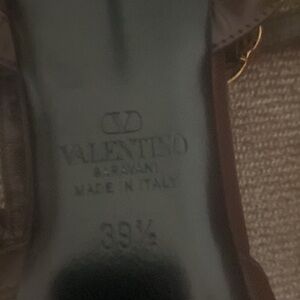 VALENTINO
GARAVANI
MADE IN ITALY
39½